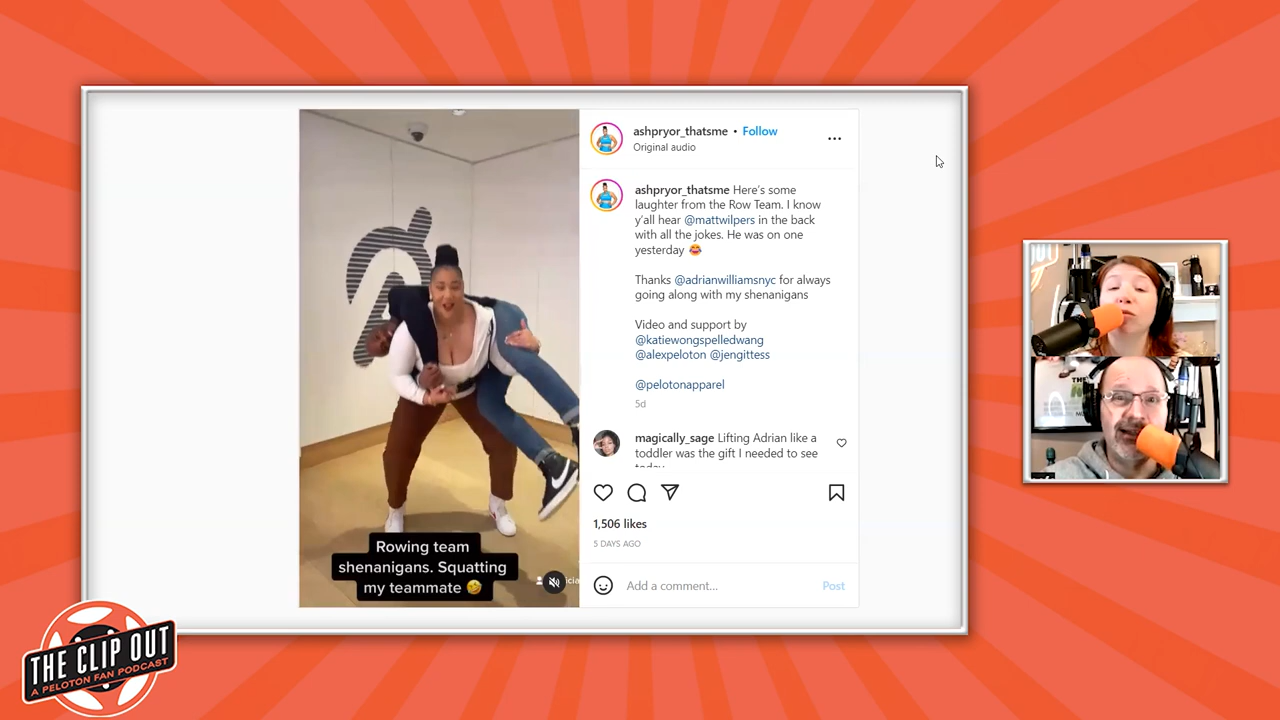 ashpryor_thatsme • Follow
Original audio
ashpryor_thatsme Here's some
laughter from the Row Team. I know
y'all hear @mattwilpers in the back
with all the jokes. He was on one
yesterday 😂
Thanks @adrianwilliamsnyc for always
going along with my shenanigans
Video and support by
@katiewongspelledwang
@alexpeloton @jengittess
@pelotonapparel
5d
magically_sage Lifting Adrian like a
toddler was the gift I needed to see
today
1,506 likes
5 DAYS AGO
Add a comment... Post
Rowing team
shenanigans. Squatting
my teammate 🤣
THE CLIP OUT
A PELOTON FAN PODCAST